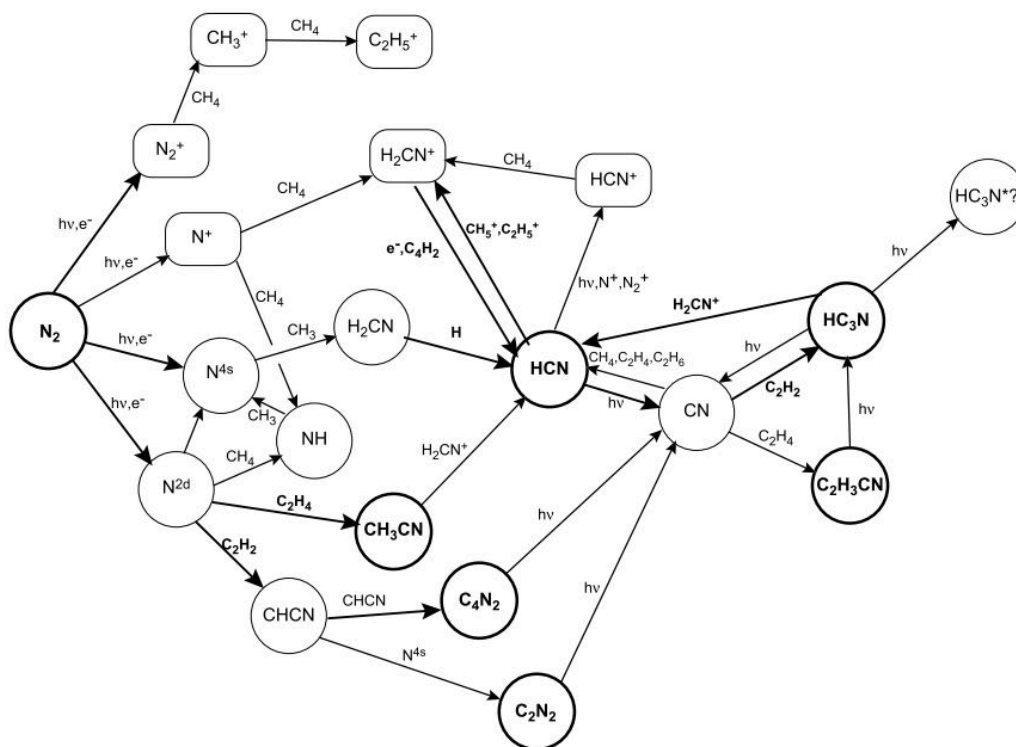 CH₃⁺
CH₄
C₂H₅⁺
CH₄
N₂⁺
H₂CN⁺
CH₄
HCN⁺
HC₃N*?
CH₄
hν,e⁻
N⁺
CH₅⁺,C₂H₅⁺
e⁻,C₄H₂
hν
hν,e⁻
CH₄
hν,N⁺,N₂⁺
H₂CN⁺
N₂
H₂CN
HC₃N
hν,e⁻
CH₃
H
hν
CH₄,C₂H₄,C₂H₆
N⁴ˢ
HCN
C₂H₂
hν
CN
hν,e⁻
CH₃
NH
hν
C₂H₄
H₂CN⁺
CH₄
N²ᵈ
C₂H₃CN
C₂H₄
CH₃CN
hν
C₂H₂
hν
CHCN
CHCN
C₄N₂
N⁴ˢ
C₂N₂